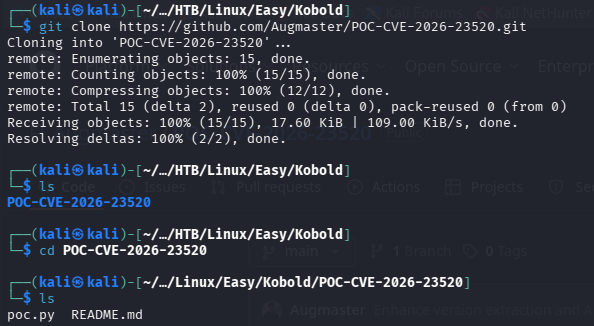 ┌──(kali㉿kali)-[~/…/HTB/Linux/Easy/Kobold]
└─$ git clone https://github.com/Augmaster/POC-CVE-2026-23520.git
Cloning into 'POC-CVE-2026-23520'...
remote: Enumerating objects: 15, done.
remote: Counting objects: 100% (15/15), done.
remote: Compressing objects: 100% (12/12), done.
remote: Total 15 (delta 2), reused 0 (delta 0), pack-reused 0 (from 0)
Receiving objects: 100% (15/15), 17.60 KiB | 109.00 KiB/s, done.
Resolving deltas: 100% (2/2), done.
┌──(kali㉿kali)-[~/…/HTB/Linux/Easy/Kobold]
└─$ ls
POC-CVE-2026-23520
┌──(kali㉿kali)-[~/…/HTB/Linux/Easy/Kobold]
└─$ cd POC-CVE-2026-23520
┌──(kali㉿kali)-[~/…/Linux/Easy/Kobold/POC-CVE-2026-23520]
└─$ ls
poc.py  README.md